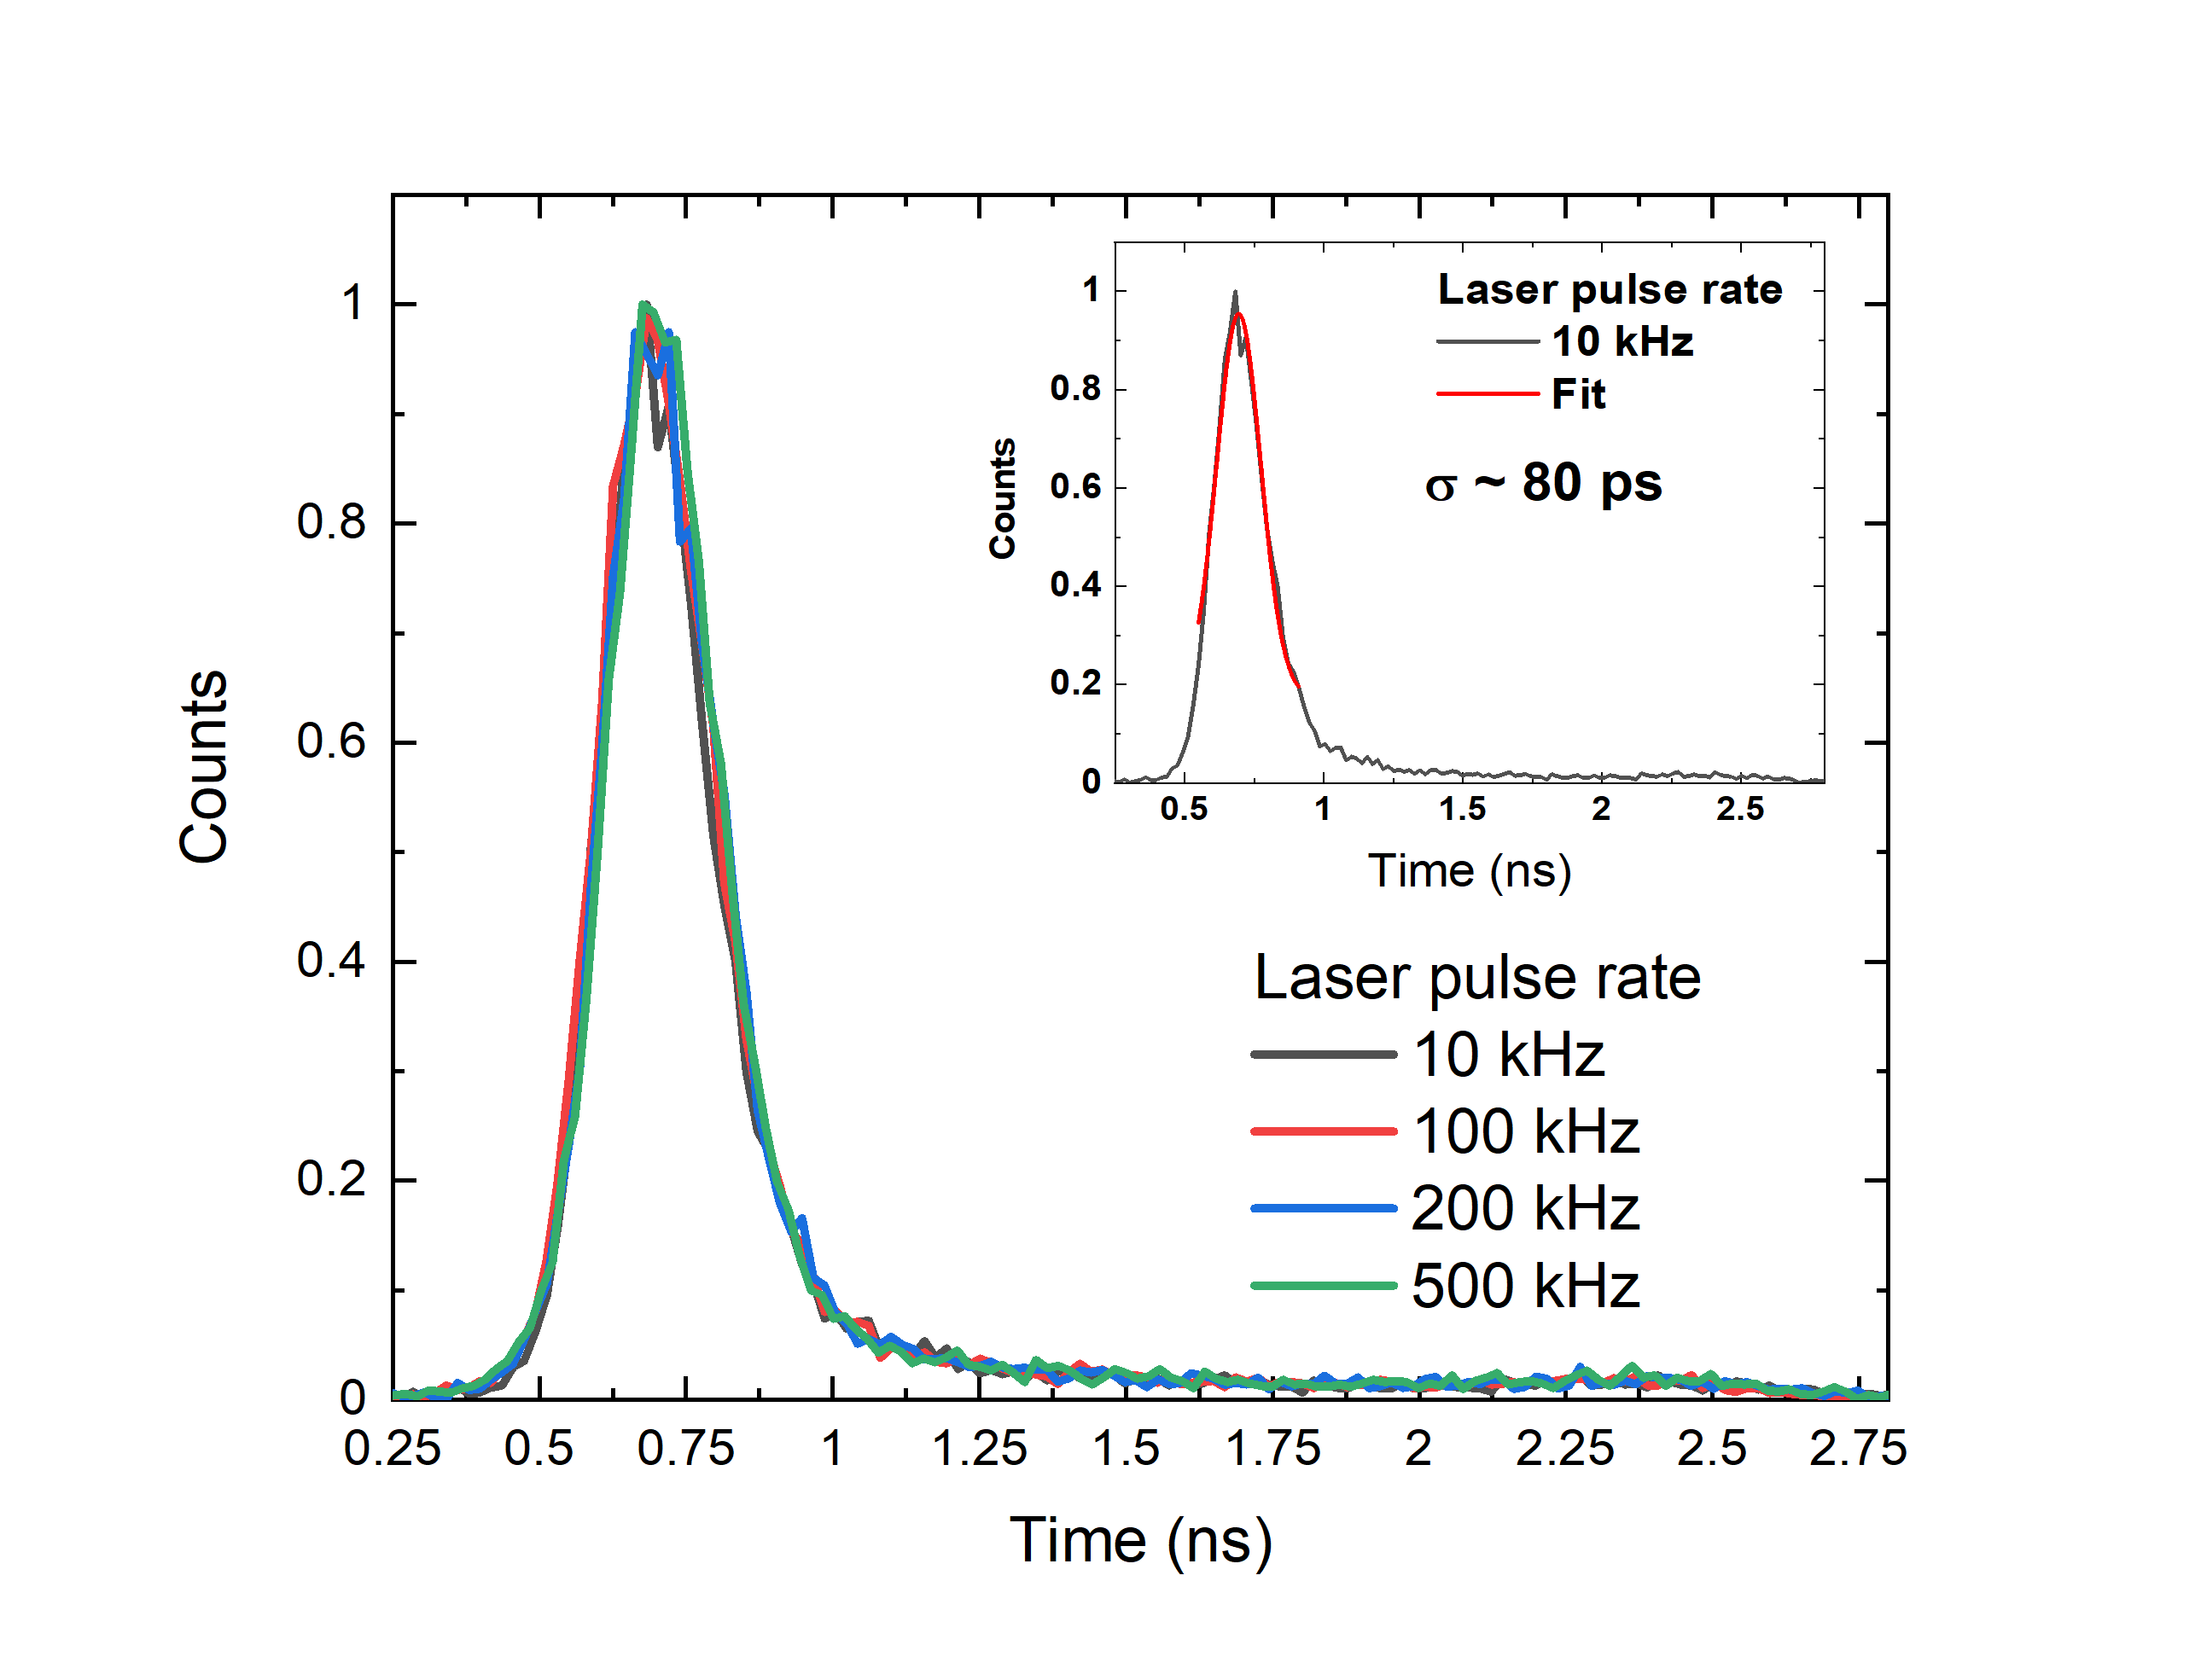 Counts
1
0.8
0.6
0.4
0.2
0
0.25 0.5 0.75 1 1.25 1.5 1.75 2 2.25 2.5 2.75
Time (ns)
Counts
1
0.8
0.6
0.4
0.2
0
0.5 1 1.5 2 2.5
Time (ns)
Laser pulse rate
10 kHz
Fit
σ ~ 80 ps
Laser pulse rate
10 kHz
100 kHz
200 kHz
500 kHz